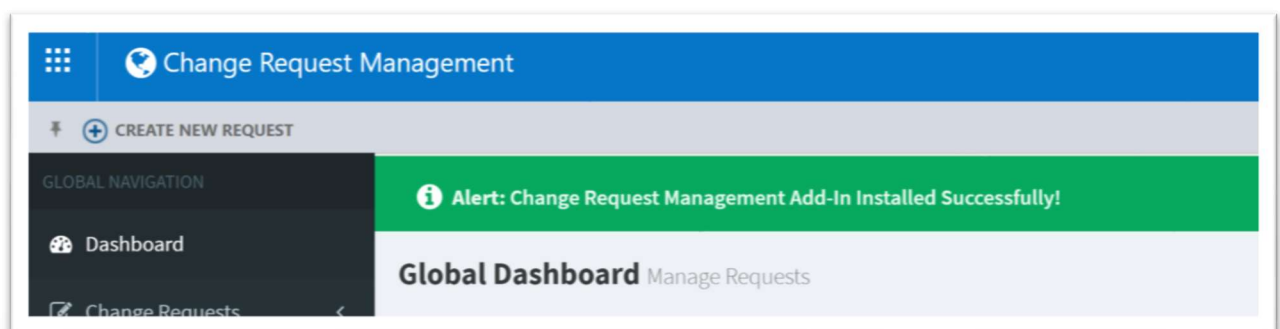 Change Request Management
CREATE NEW REQUEST
GLOBAL NAVIGATION
Alert: Change Request Management Add-In Installed Successfully!
Dashboard
Global Dashboard Manage Requests
Change Requests